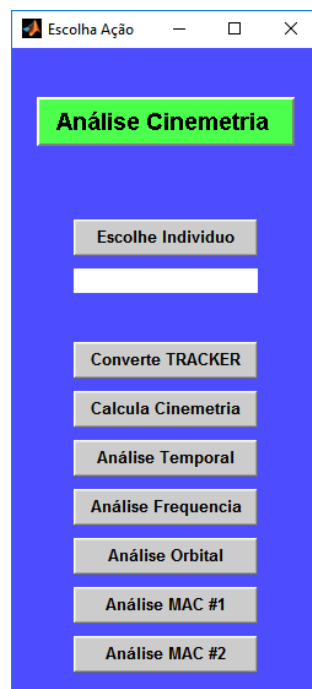 Escolha Ação
Análise Cinemetria
Escolhe Individuo
Converte TRACKER
Calcula Cinemetria
Análise Temporal
Análise Frequencia
Análise Orbital
Análise MAC #1
Análise MAC #2